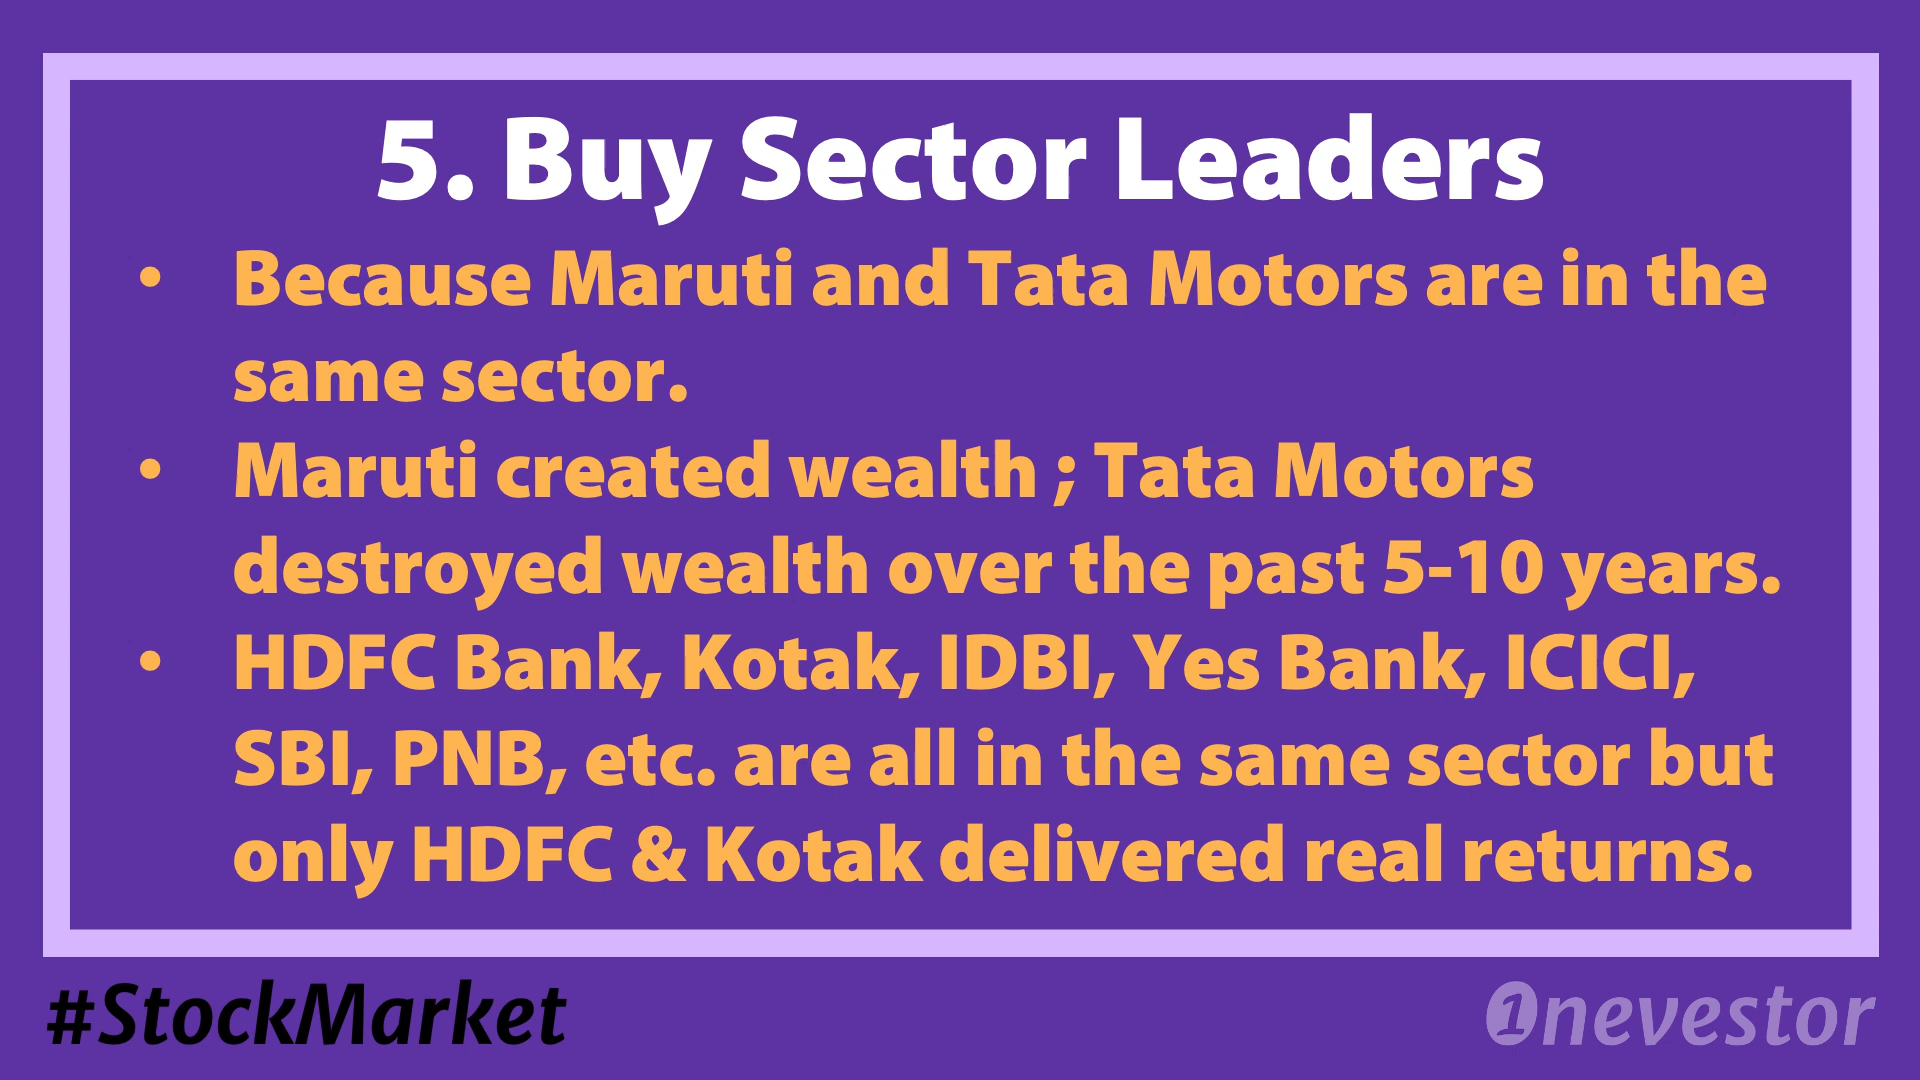 5. Buy Sector Leaders
• Because Maruti and Tata Motors are in the
same sector.
• Maruti created wealth ; Tata Motors
destroyed wealth over the past 5-10 years.
• HDFC Bank, Kotak, IDBI, Yes Bank, ICICI,
SBI, PNB, etc. are all in the same sector but
only HDFC & Kotak delivered real returns.
#StockMarket
1nevestor